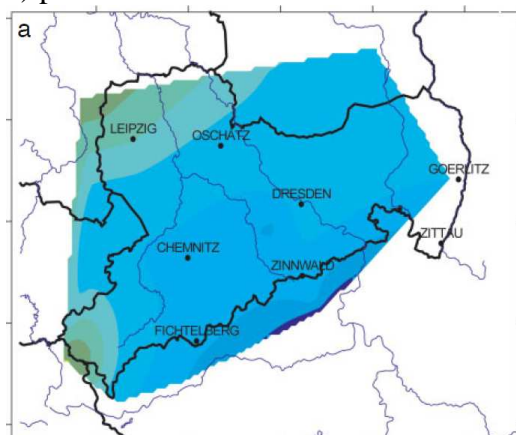 a
LEIPZIG
OSCHATZ
GOERLITZ
DRESDEN
ZITTAU
CHEMNITZ
ZINNWALD
FICHTELBERG